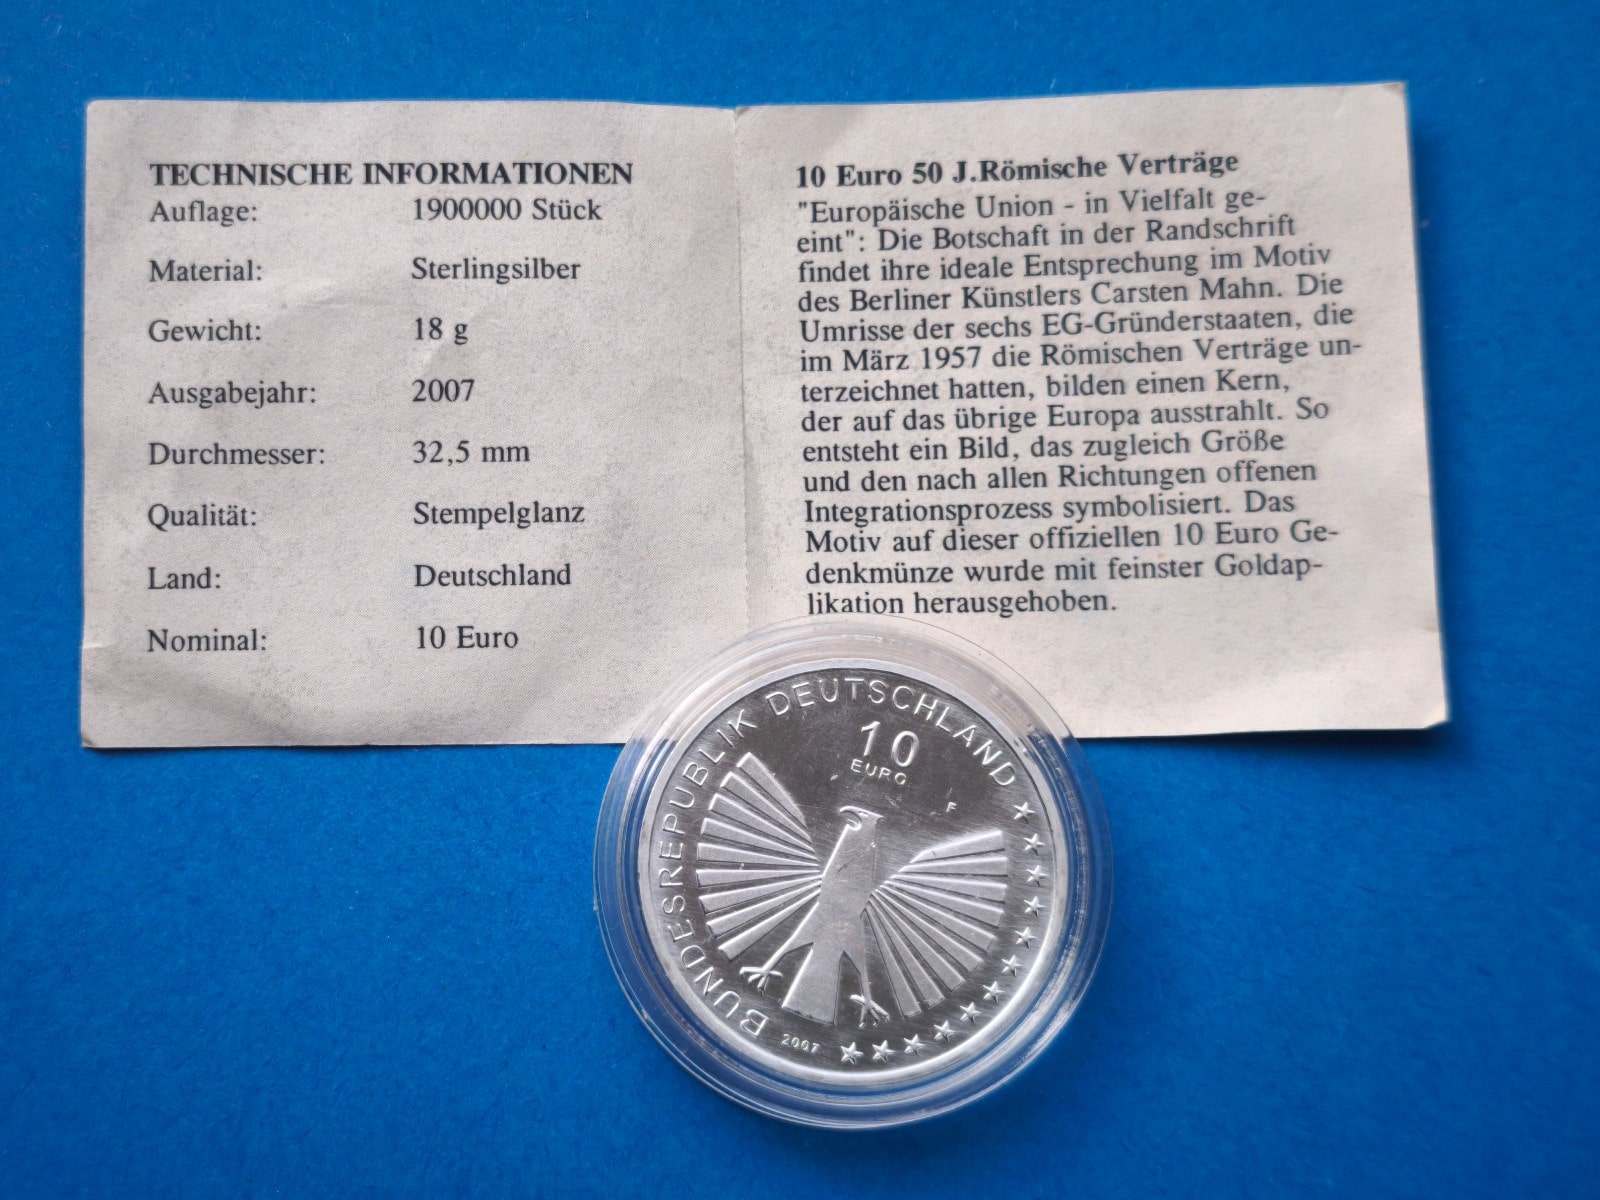 TECHNISCHE INFORMATIONEN
Auflage: 1900000 Stück
Material: Sterlingsilber
Gewicht: 18 g
Ausgabejahr: 2007
Durchmesser: 32,5 mm
Qualität: Stempelglanz
Land: Deutschland
Nominal: 10 Euro
10 Euro 50 J.Römische Verträge
"Europäische Union - in Vielfalt ge-
eint": Die Botschaft in der Randschrift
findet ihre ideale Entsprechung im Motiv
des Berliner Künstlers Carsten Mahn. Die
Umrisse der sechs EG-Gründerstaaten, die
im März 1957 die Römischen Verträge un-
terzeichnet hatten, bilden einen Kern,
der auf das übrige Europa ausstrahlt. So
entsteht ein Bild, das zugleich Größe
und den nach allen Richtungen offenen
Integrationsprozess symbolisiert. Das
Motiv auf dieser offiziellen 10 Euro Ge-
denkmünze wurde mit feinster Goldap-
likation herausgehoben.
BUNDESREPUBLIK DEUTSCHLAND
10
EURO
F
2007